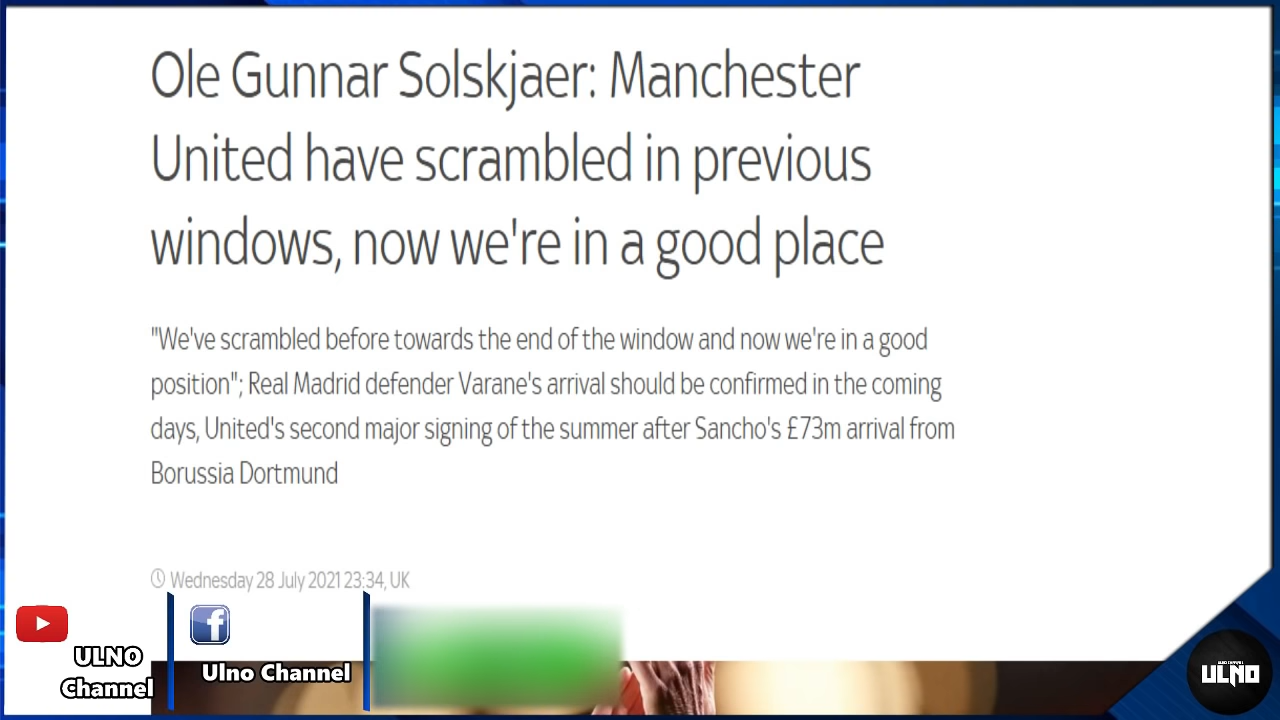 Ole Gunnar Solskjaer: Manchester
United have scrambled in previous
windows, now we're in a good place
"We've scrambled before towards the end of the window and now we're in a good
position"; Real Madrid defender Varane's arrival should be confirmed in the coming
days, United's second major signing of the summer after Sancho's £73m arrival from
Borussia Dortmund
Wednesday 28 July 2021 23:34, UK
ULNO
Channel
Ulno Channel
ULNO